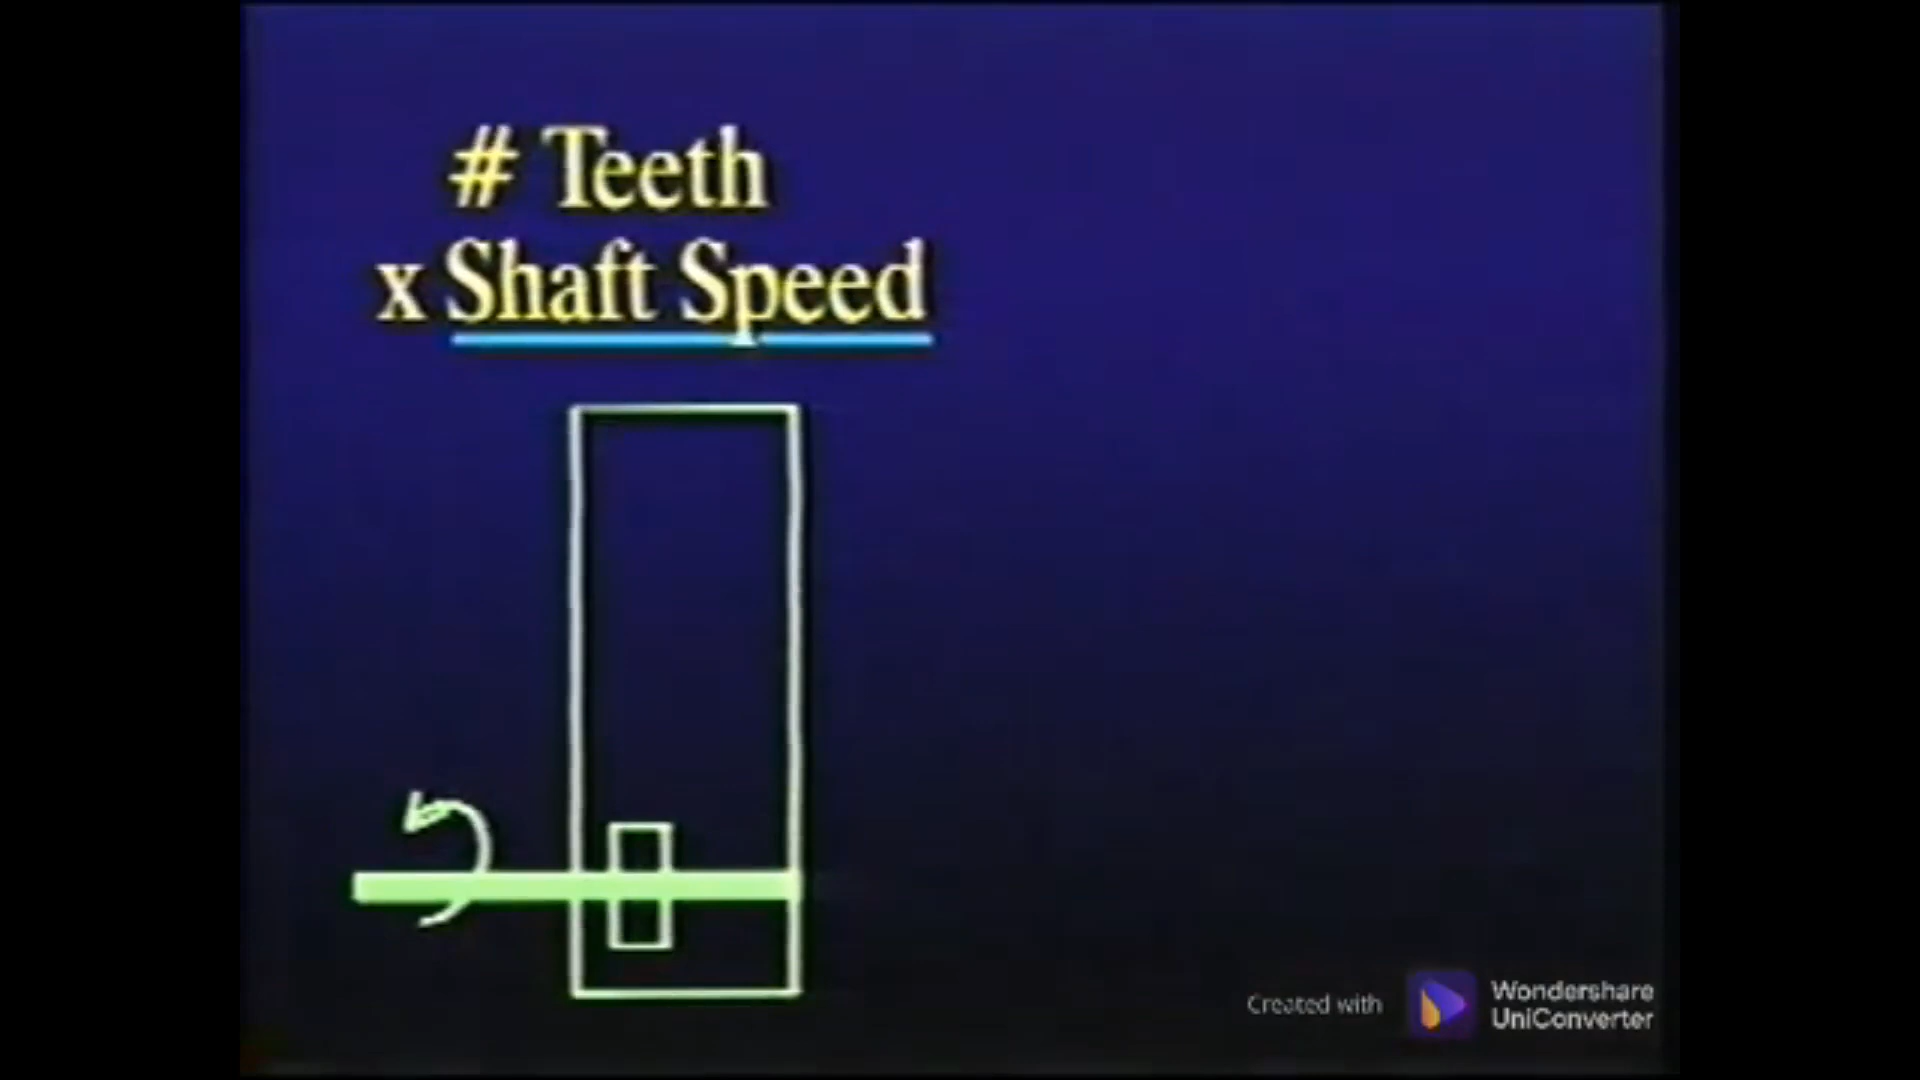 # Teeth
x Shaft Speed
Created with
Wondershare
UniConverter